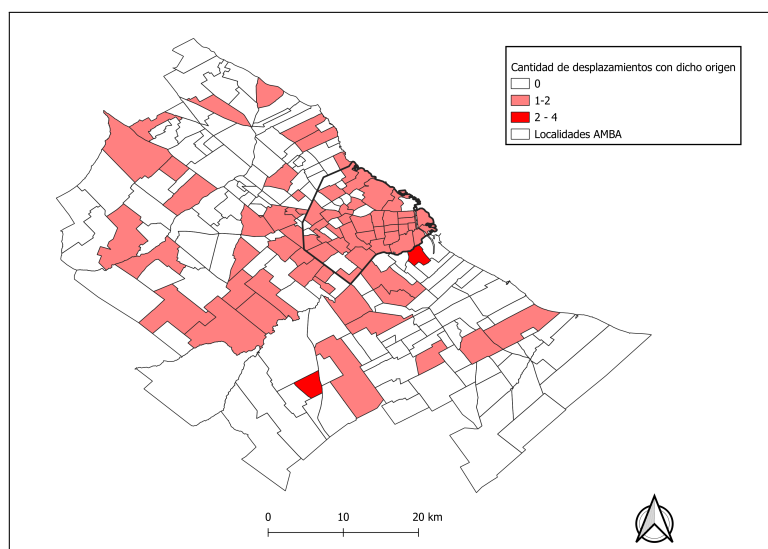 Cantidad de desplazamientos con dicho origen
0
1-2
2 - 4
Localidades AMBA
0 10 20 km